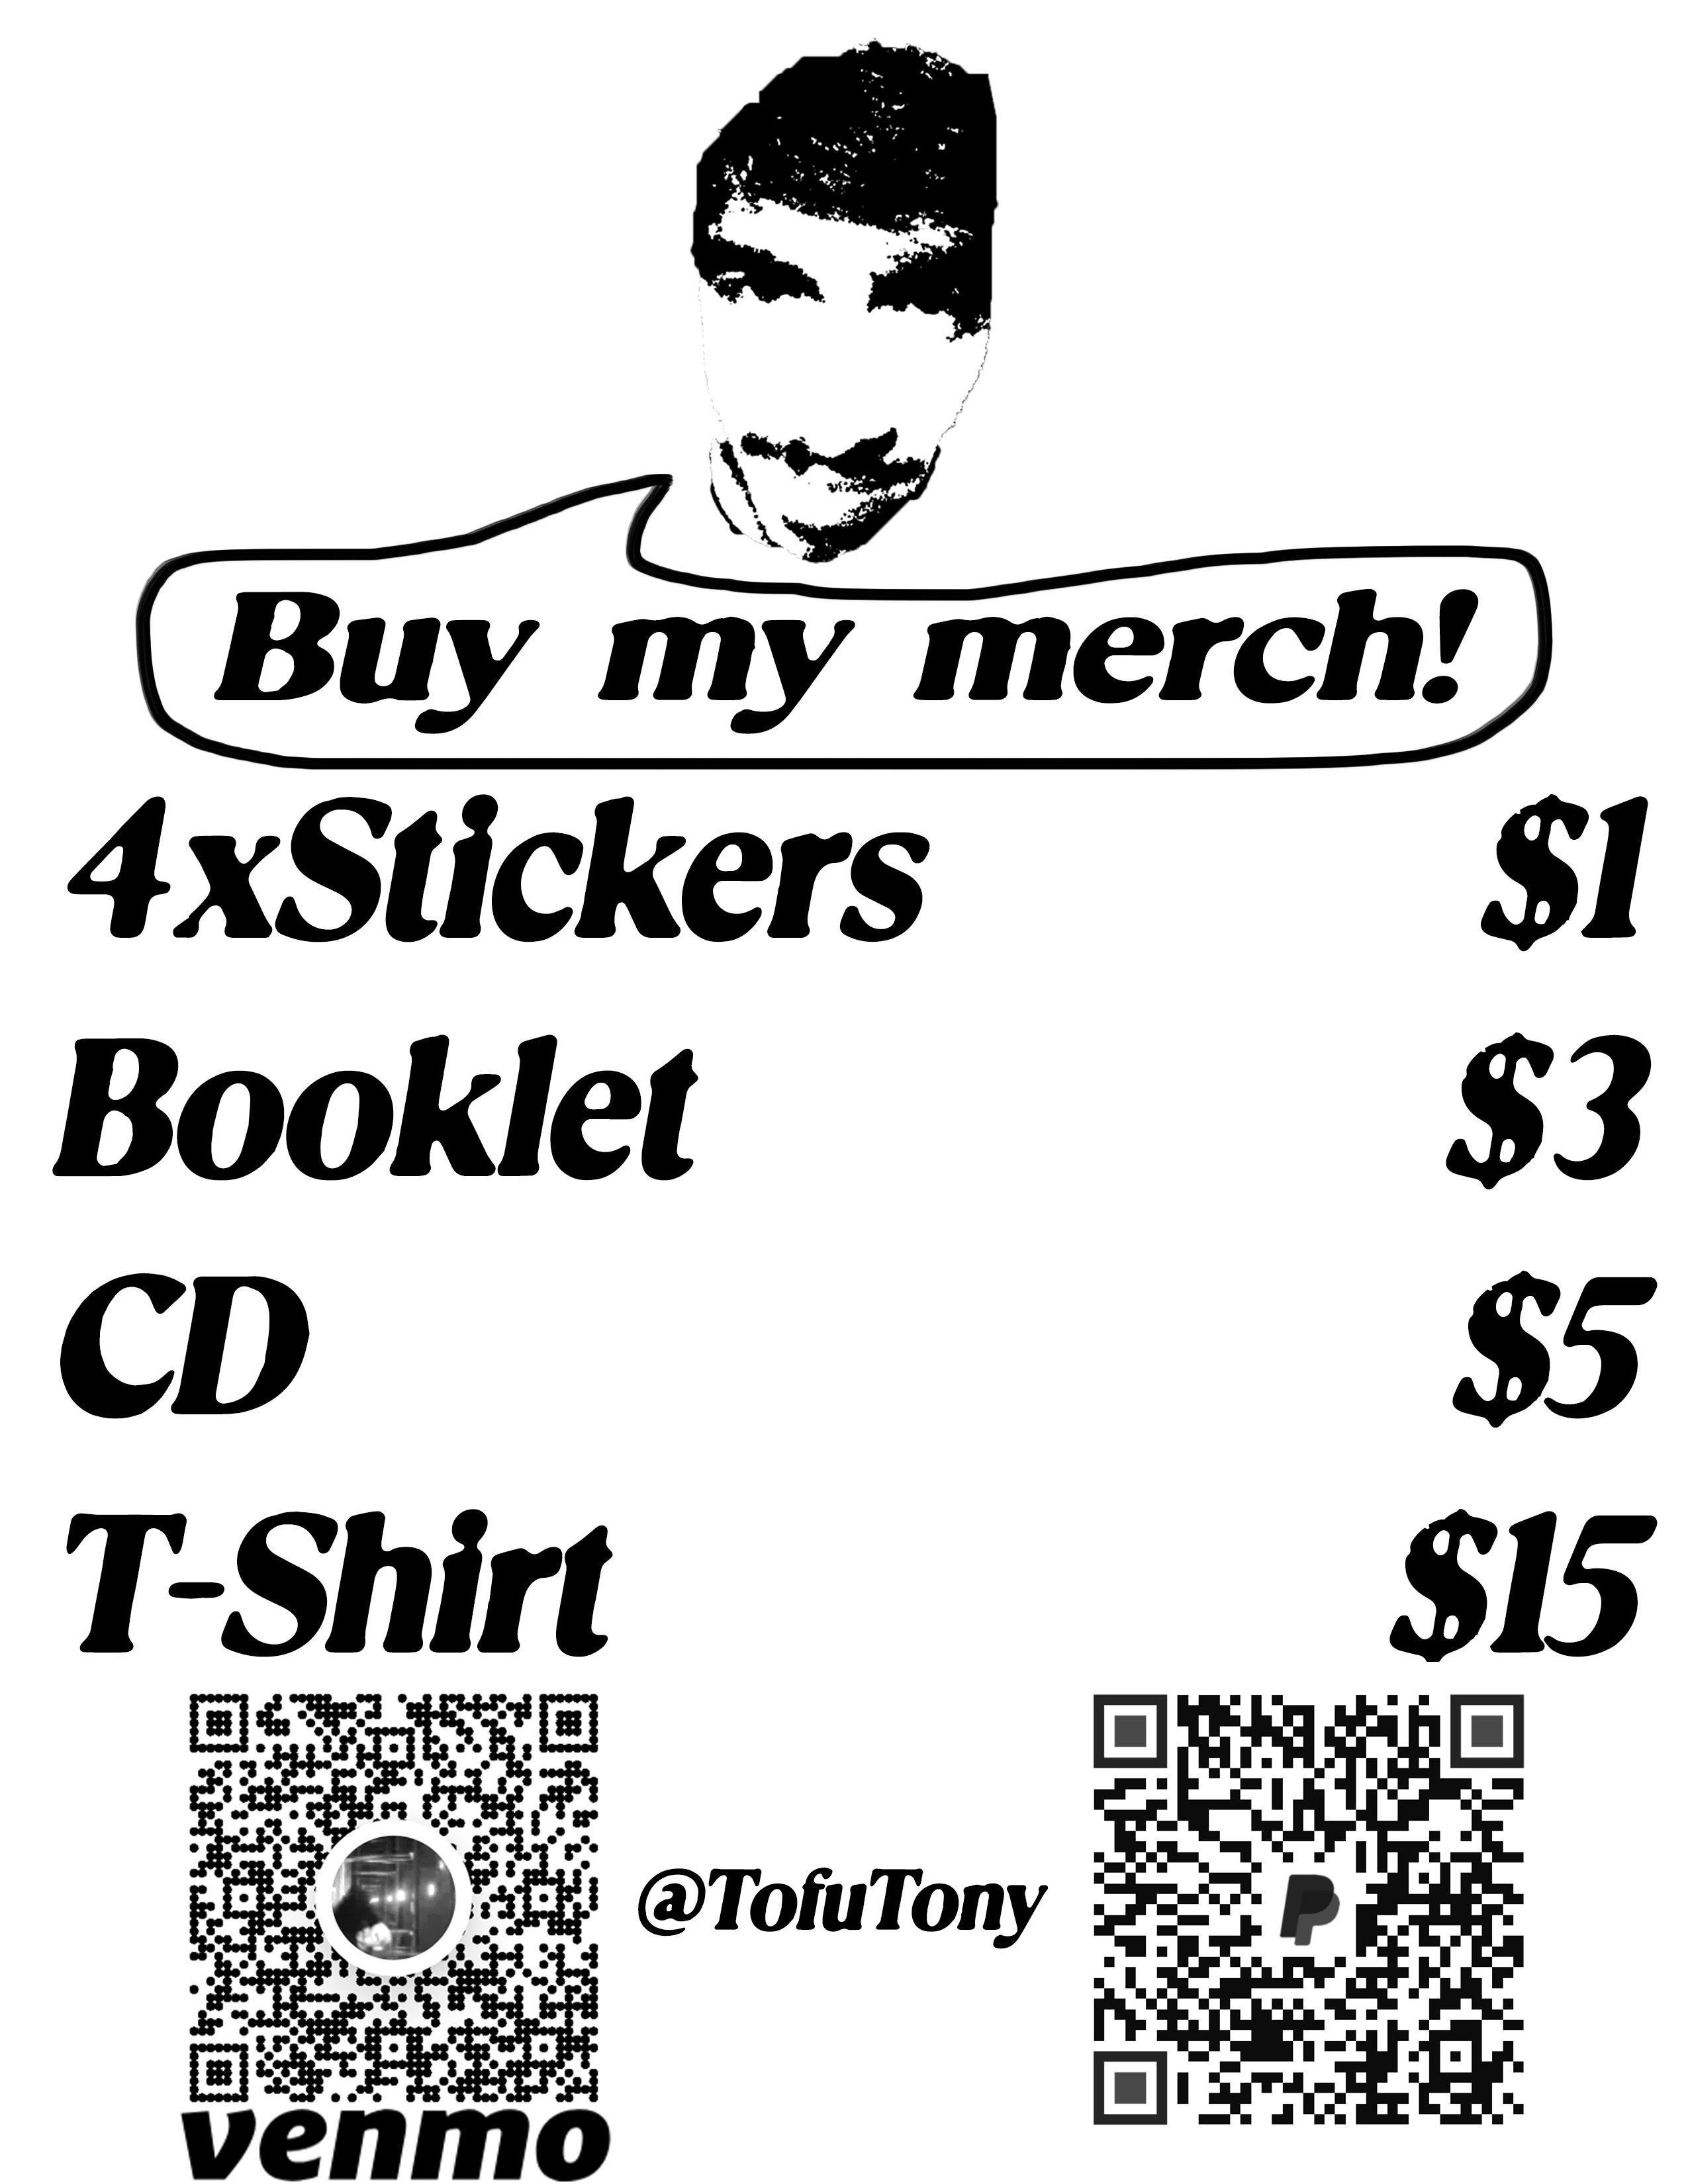 Buy my merch!
4xStickers $1
Booklet $3
CD $5
T-Shirt $15
@TofuTony
venmo